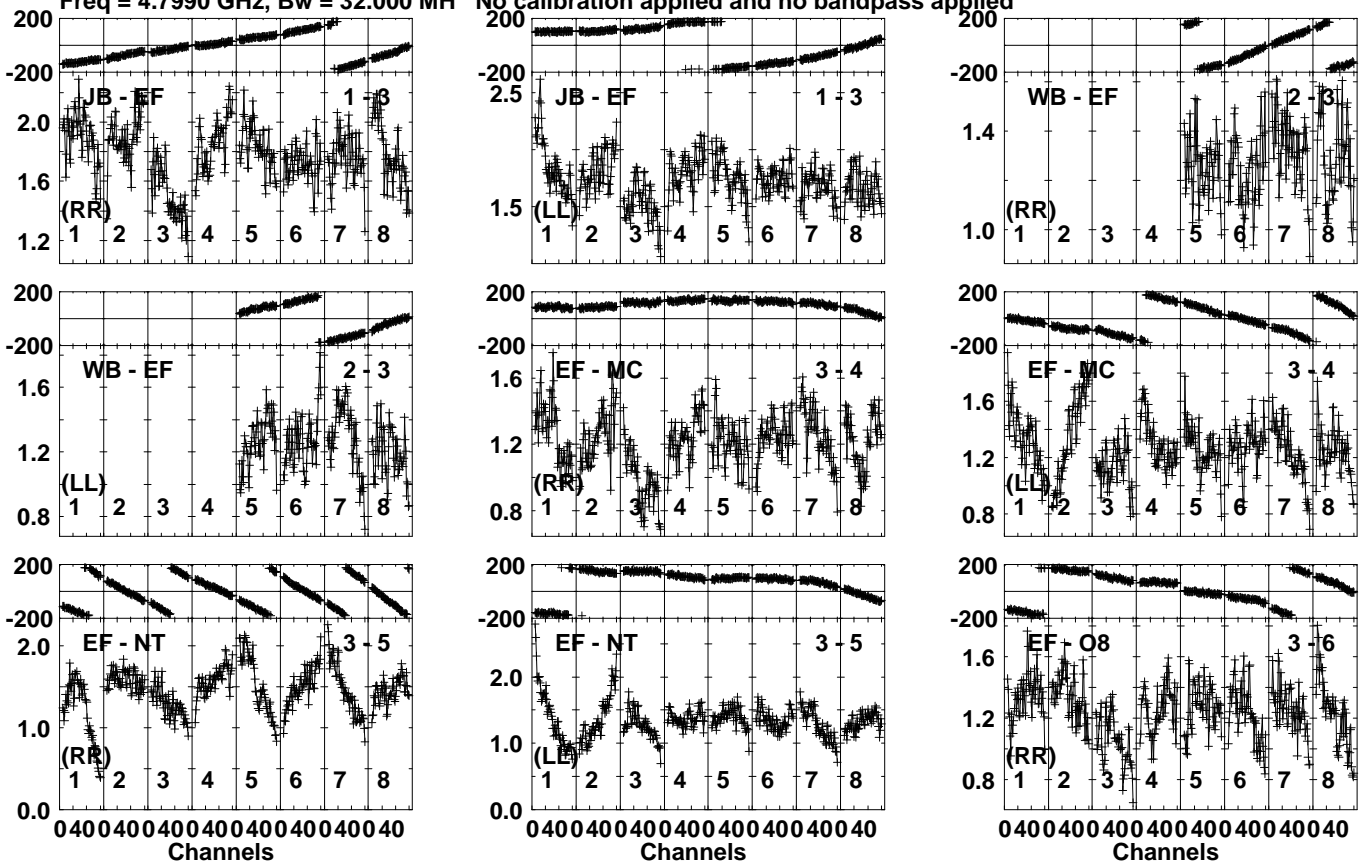 Freq = 4.7990 GHz, Bw = 32.000 MH No calibration applied and no bandpass applied
200
-200
JB - EF 1 - 3
2.0
1.6
1.2
(RR)
1 2 3 4 5 6 7 8
200
-200
JB - EF 1 - 3
2.5
1.5
(LL)
1 2 3 4 5 6 7 8
200
-200
WB - EF 2 - 3
1.4
1.0
(RR)
1 2 3 4 5 6 7 8
200
-200
WB - EF 2 - 3
1.6
1.2
0.8
(LL)
1 2 3 4 5 6 7 8
200
-200
EF - MC 3 - 4
1.6
1.2
0.8
(RR)
1 2 3 4 5 6 7 8
200
-200
EF - MC 3 - 4
1.6
1.2
0.8
(LL)
1 2 3 4 5 6 7 8
200
-200
EF - NT 3 - 5
2.0
1.0
0.0
(RR)
1 2 3 4 5 6 7 8
0 40 0 40 0 40 0 40 0 40 0 40 0 40 0 40
Channels
200
-200
EF - NT 3 - 5
2.0
1.0
0.0
(LL)
1 2 3 4 5 6 7 8
0 40 0 40 0 40 0 40 0 40 0 40 0 40 0 40
Channels
200
-200
EF - O8 3 - 6
1.6
1.2
0.8
(RR)
1 2 3 4 5 6 7 8
0 40 0 40 0 40 0 40 0 40 0 40 0 40 0 40
Channels